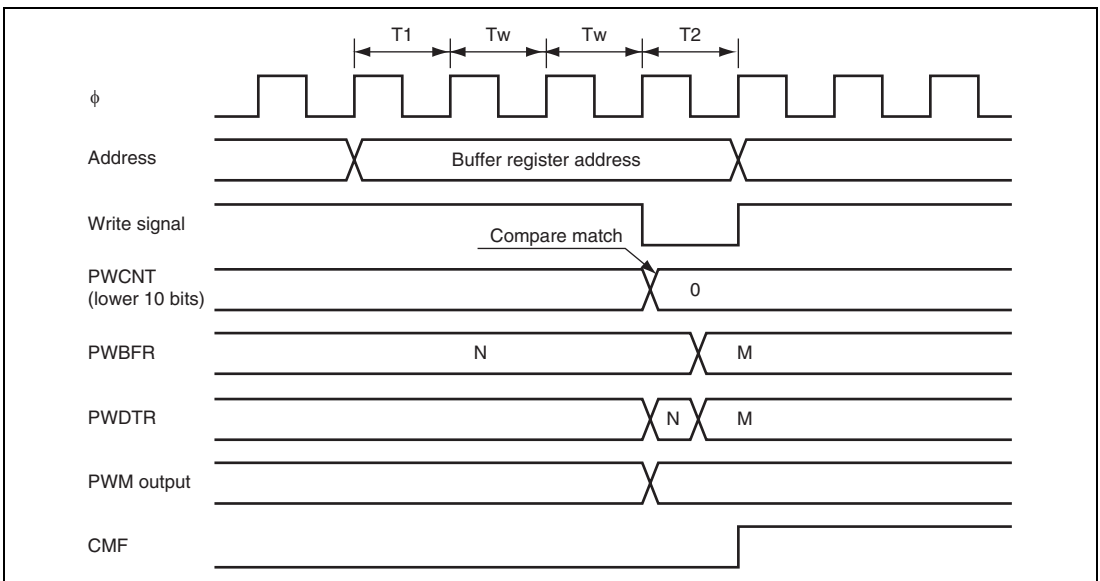 T1 Tw Tw T2
ϕ
Address Buffer register address
Write signal
Compare match
PWCNT
(lower 10 bits) 0
PWBFR N M
PWDTR N M
PWM output
CMF